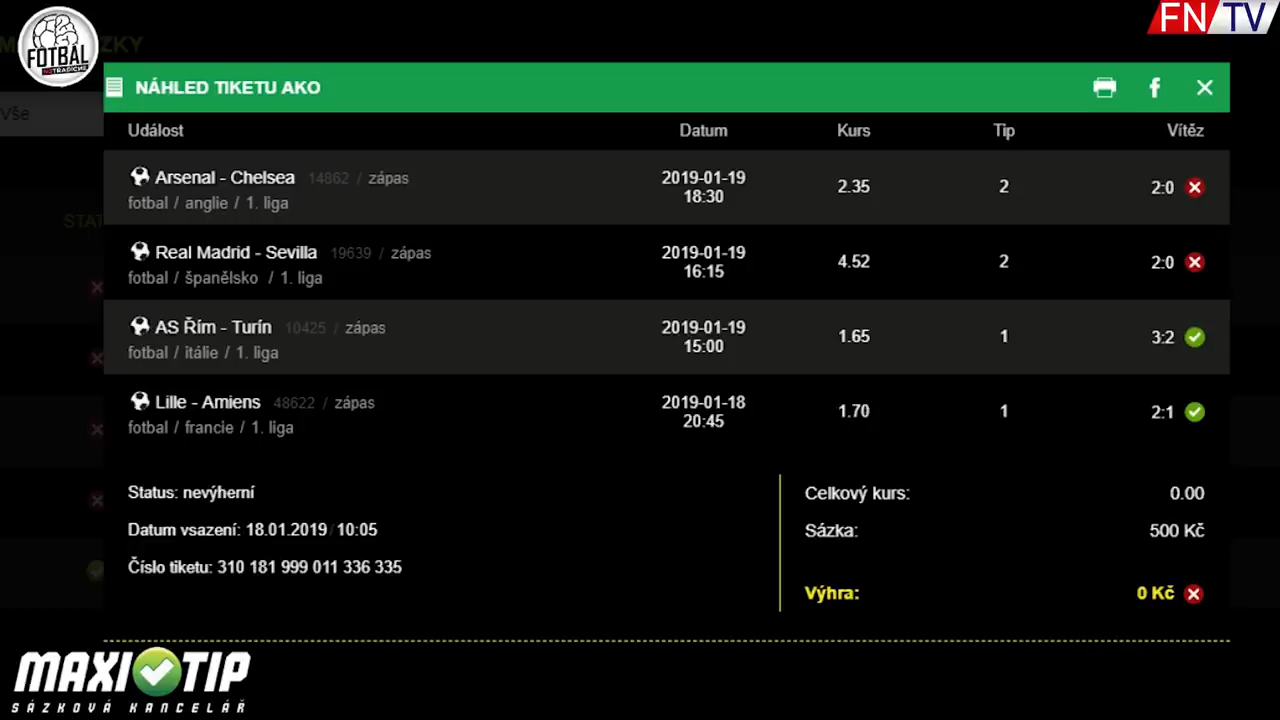 FN/TV
FOTBAL
Vše
NÁHLED TIKETU AKO
Událost Datum Kurs Tip Vítěz
Arsenal - Chelsea 14862 / zápas 2019-01-19 18:30 2.35 2 2:0
fotbal / anglie / 1. liga
Real Madrid - Sevilla 19639 / zápas 2019-01-19 16:15 4.52 2 2:0
fotbal / španělsko / 1. liga
AS Řím - Turín 10425 / zápas 2019-01-19 15:00 1.65 1 3:2
fotbal / itálie / 1. liga
Lille - Amiens 48622 / zápas 2019-01-18 20:45 1.70 1 2:1
fotbal / francie / 1. liga
Status: nevýherní
Datum vsazení: 18.01.2019 / 10:05
Číslo tiketu: 310 181 999 011 336 335
Celkový kurs: 0.00
Sázka: 500 Kč
Výhra: 0 Kč
MAXI TIP
SÁZKOVÁ KANCELÁŘ